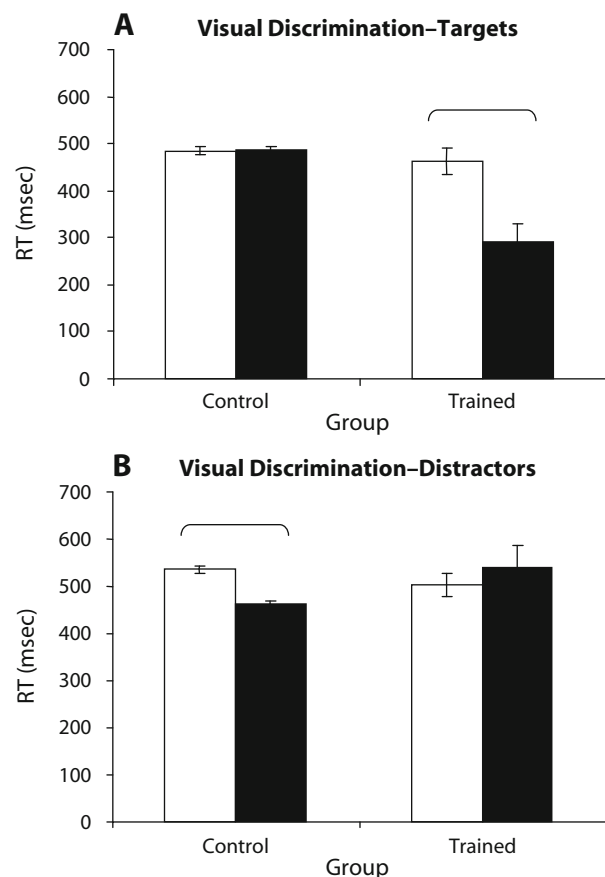 A Visual Discrimination–Targets
700
600
500
400
300
200
100
0
RT (msec)
Control Trained
Group
B Visual Discrimination–Distractors
700
600
500
400
300
200
100
0
RT (msec)
Control Trained
Group